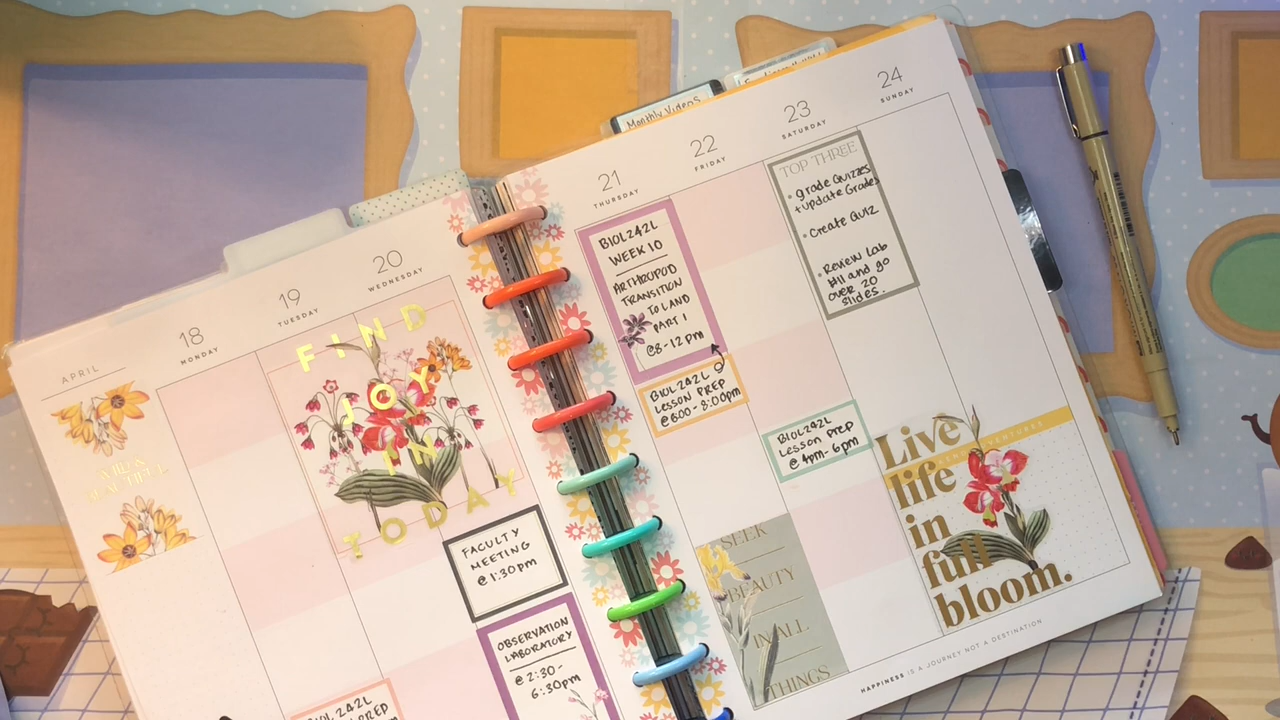 Monthly Videos
APRIL
18
MONDAY
19
TUESDAY
20
WEDNESDAY
FIND
JOY
IN
TODAY
FACULTY
MEETING
@ 1:30pm
OBSERVATION
LABORATORY
@ 2:30-
6:30pm
BIOL242L
21
THURSDAY
BIOL242L
WEEK 10
ARTHROPOD
TRANSITION
TO LAND
PART 1
@8-12pm
BIOL242L
LESSON PREP
@6:00-8:00pm
22
FRIDAY
SEEK
BEAUTY
IN ALL
THINGS
23
SATURDAY
TOP THREE
• grade Quizzes
+update Grades
• Create Quiz
• Review Lab
#11 and go
over 20
slides.
BIOL242L
Lesson Prep
@ 4pm-6pm
24
SUNDAY
Live
life
in
full
bloom.
HAPPINESS IS A JOURNEY NOT A DESTINATION